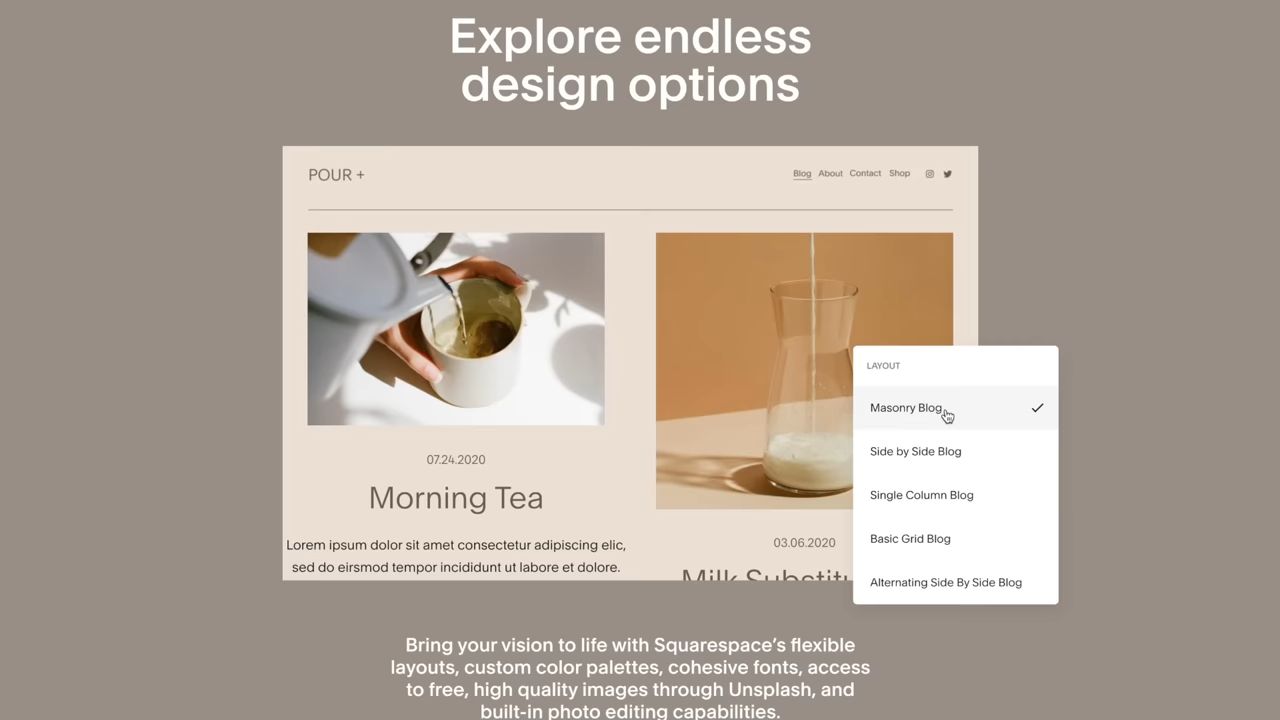 Explore endless
design options
POUR +
Blog About Contact Shop
07.24.2020
Morning Tea
Lorem ipsum dolor sit amet consectetur adipiscing elic,
sed do eirsmod tempor incididunt ut labore et dolore.
03.06.2020
Milk
LAYOUT
Masonry Blog
Side by Side Blog
Single Column Blog
Basic Grid Blog
Alternating Side By Side Blog
Bring your vision to life with Squarespace’s flexible
layouts, custom color palettes, cohesive fonts, access
to free, high quality images through Unsplash, and
built-in photo editing capabilities.